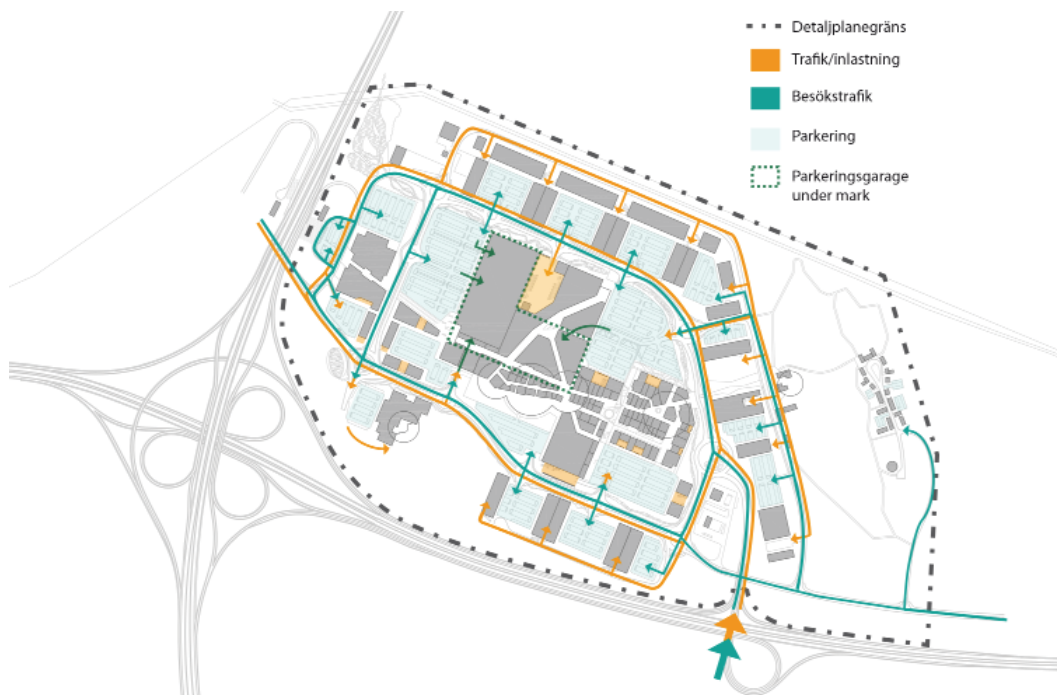 Detaljplanegräns
Trafik/inlastning
Besökstrafik
Parkering
Parkeringsgarage
under mark